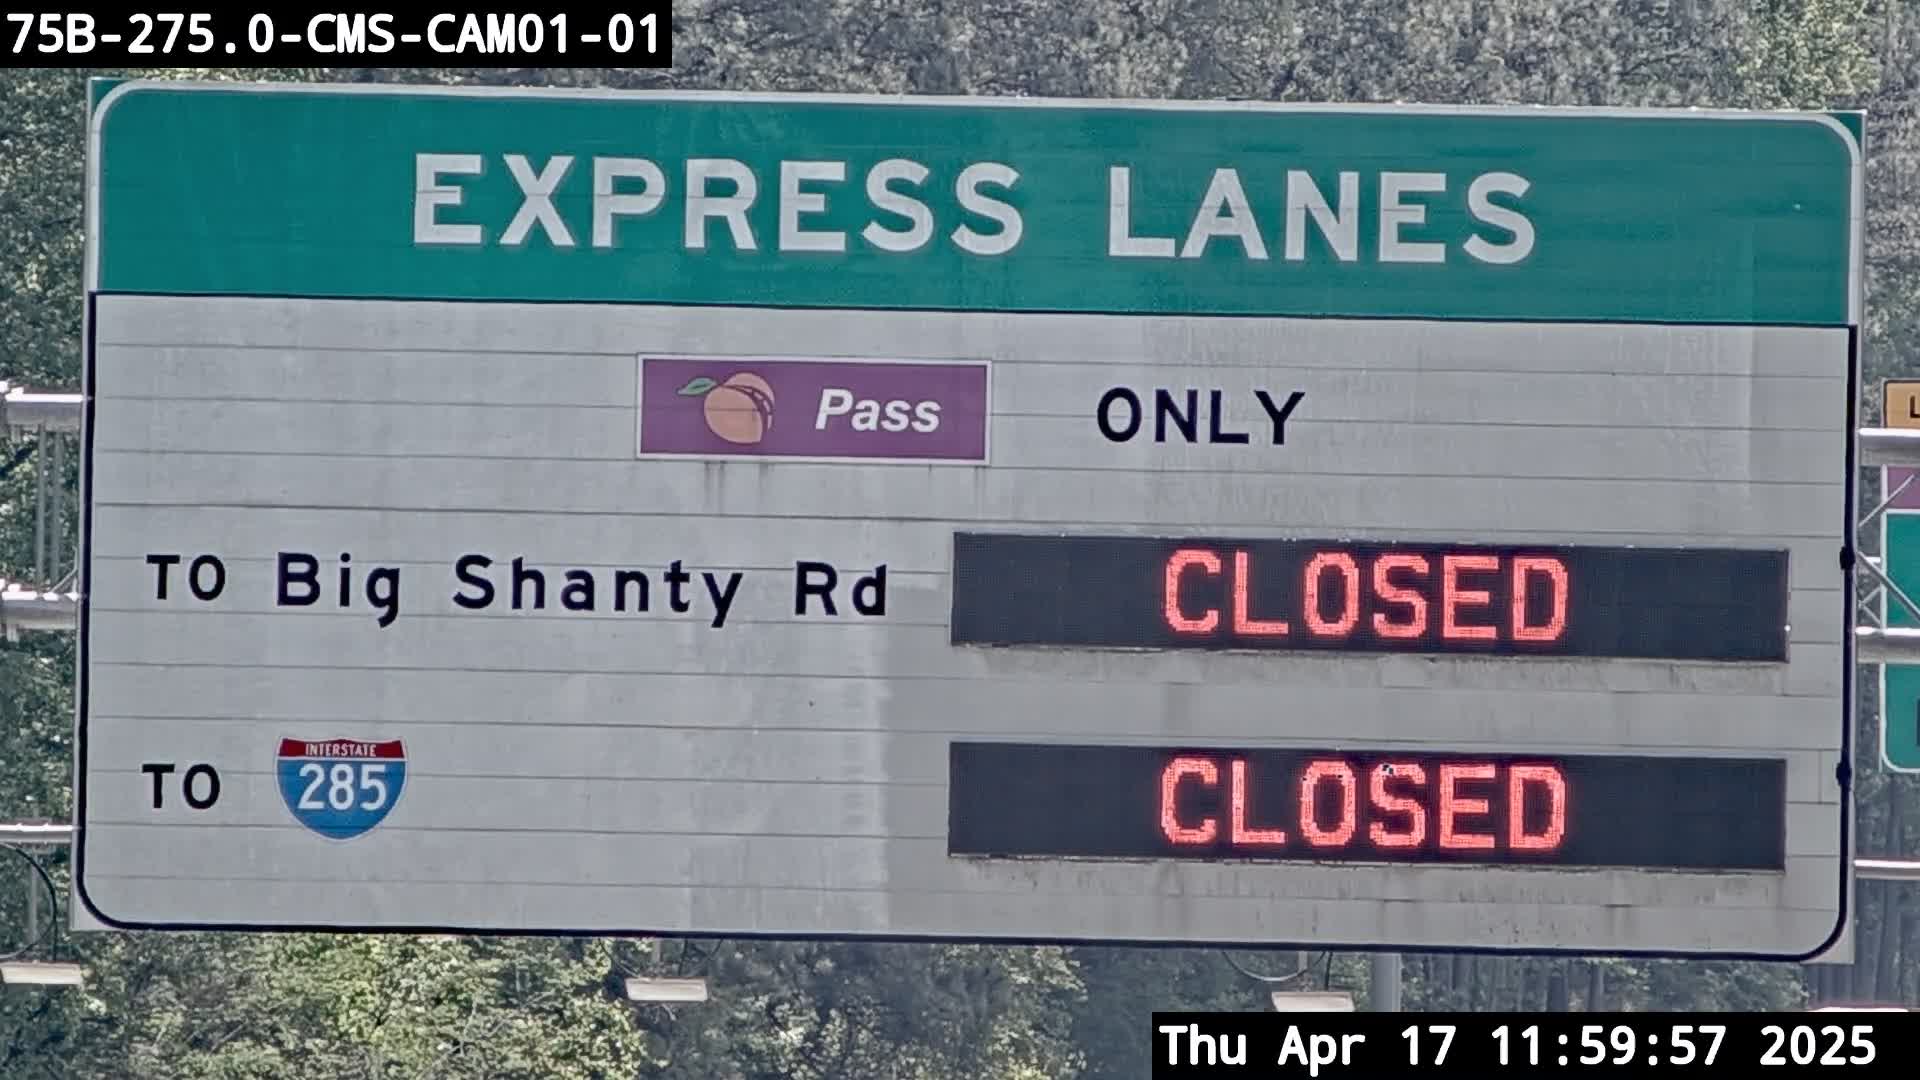 75B-275.0-CMS-CAM01-01
EXPRESS LANES
Pass ONLY
TO Big Shanty Rd CLOSED
TO INTERSTATE 285 CLOSED
Thu Apr 17 11:59:57 2025